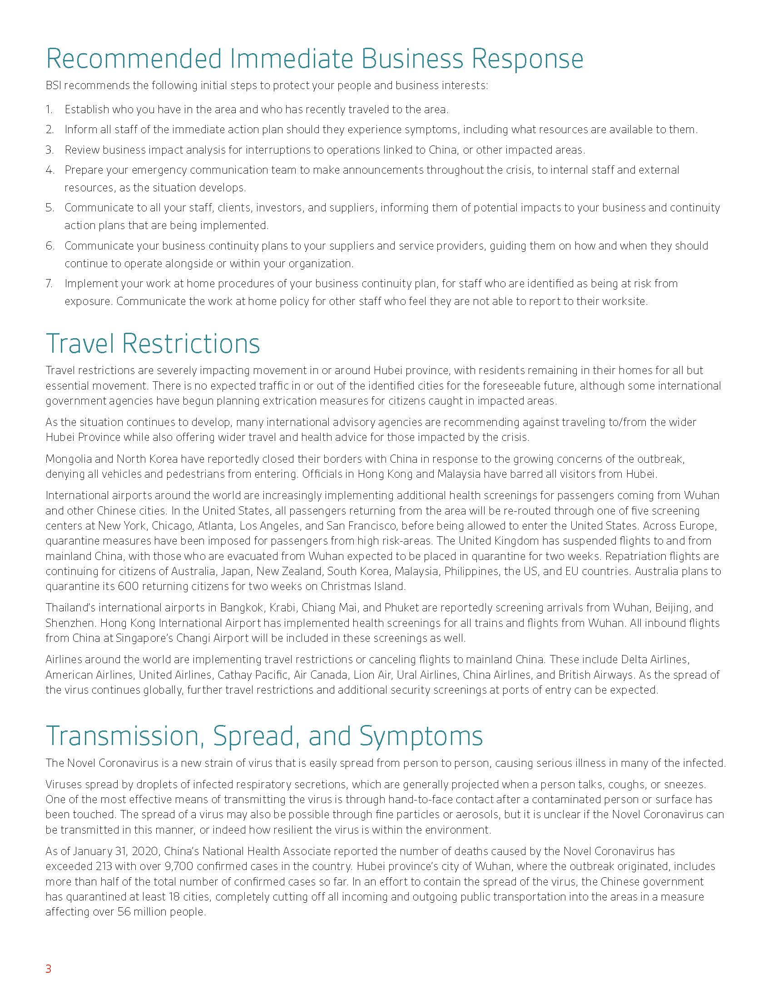 Recommended Immediate Business Response
BSI recommends the following initial steps to protect your people and business interests:
1. Establish who you have in the area and who has recently traveled to the area.
2. Inform all staff of the immediate action plan should they experience symptoms, including what resources are available to them.
3. Review business impact analysis for interruptions to operations linked to China, or other impacted areas.
4. Prepare your emergency communication team to make announcements throughout the crisis, to internal staff and external
resources, as the situation develops.
5. Communicate to all your staff, clients, investors, and suppliers, informing them of potential impacts to your business and continuity
action plans that are being implemented.
6. Communicate your business continuity plans to your suppliers and service providers, guiding them on how and when they should
continue to operate alongside or within your organization.
7. Implement your work at home procedures of your business continuity plan, for staff who are identified as being at risk from
exposure. Communicate the work at home policy for other staff who feel they are not able to report to their worksite.
Travel Restrictions
Travel restrictions are severely impacting movement in or around Hubei province, with residents remaining in their homes for all but
essential movement. There is no expected traffic in or out of the identified cities for the foreseeable future, although some international
government agencies have begun planning extrication measures for citizens caught in impacted areas.
As the situation continues to develop, many international advisory agencies are recommending against traveling to/from the wider
Hubei Province while also offering wider travel and health advice for those impacted by the crisis.
Mongolia and North Korea have reportedly closed their borders with China in response to the growing concerns of the outbreak,
denying all vehicles and pedestrians from entering. Officials in Hong Kong and Malaysia have barred all visitors from Hubei.
International airports around the world are increasingly implementing additional health screenings for passengers coming from Wuhan
and other Chinese cities. In the United States, all passengers returning from the area will be re-routed through one of five screening
centers at New York, Chicago, Atlanta, Los Angeles, and San Francisco, before being allowed to enter the United States. Across Europe,
quarantine measures have been imposed for passengers from high risk-areas. The United Kingdom has suspended flights to and from
mainland China, with those who are evacuated from Wuhan expected to be placed in quarantine for two weeks. Repatriation flights are
continuing for citizens of Australia, Japan, New Zealand, South Korea, Malaysia, Philippines, the US, and EU countries. Australia plans to
quarantine its 600 returning citizens for two weeks on Christmas Island.
Thailand's international airports in Bangkok, Krabi, Chiang Mai, and Phuket are reportedly screening arrivals from Wuhan, Beijing, and
Shenzhen. Hong Kong International Airport has implemented health screenings for all trains and flights from Wuhan. All inbound flights
from China at Singapore's Changi Airport will be included in these screenings as well.
Airlines around the world are implementing travel restrictions or canceling flights to mainland China. These include Delta Airlines,
American Airlines, United Airlines, Cathay Pacific, Air Canada, Lion Air, Ural Airlines, China Airlines, and British Airways. As the spread of
the virus continues globally, further travel restrictions and additional security screenings at ports of entry can be expected.
Transmission, Spread, and Symptoms
The Novel Coronavirus is a new strain of virus that is easily spread from person to person, causing serious illness in many of the infected.
Viruses spread by droplets of infected respiratory secretions, which are generally projected when a person talks, coughs, or sneezes.
One of the most effective means of transmitting the virus is through hand-to-face contact after a contaminated person or surface has
been touched. The spread of a virus may also be possible through fine particles or aerosols, but it is unclear if the Novel Coronavirus can
be transmitted in this manner, or indeed how resilient the virus is within the environment.
As of January 31, 2020, China's National Health Associate reported the number of deaths caused by the Novel Coronavirus has
exceeded 213 with over 9,700 confirmed cases in the country. Hubei province's city of Wuhan, where the outbreak originated, includes
more than half of the total number of confirmed cases so far. In an effort to contain the spread of the virus, the Chinese government
has quarantined at least 18 cities, completely cutting off all incoming and outgoing public transportation into the areas in a measure
affecting over 56 million people.
3